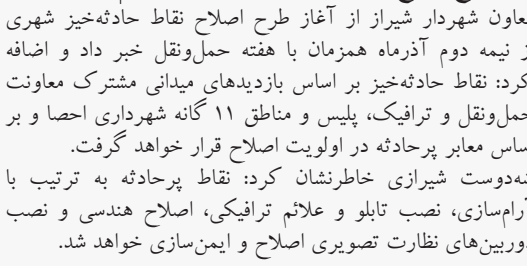 معاون شهردار شیراز از آغاز طرح اصلاح نقاط حادثه‌خیز شهری
از نیمه دوم آذرماه همزمان با هفته حمل‌ونقل خبر داد و اضافه
کرد: نقاط حادثه‌خیز بر اساس بازدیدهای میدانی مشترک معاونت
حمل‌ونقل و ترافیک، پلیس و مناطق ۱۱ گانه شهرداری احصا و بر
اساس معابر پرحادثه در اولویت اصلاح قرار خواهد گرفت.
خاطرنشان کرد: نقاط پرحادثه به ترتیب با
آرام‌سازی، نصب تابلو و علائم ترافیکی، اصلاح هندسی و نصب
دوربین‌های نظارت تصویری اصلاح و ایمن‌سازی خواهد شد.